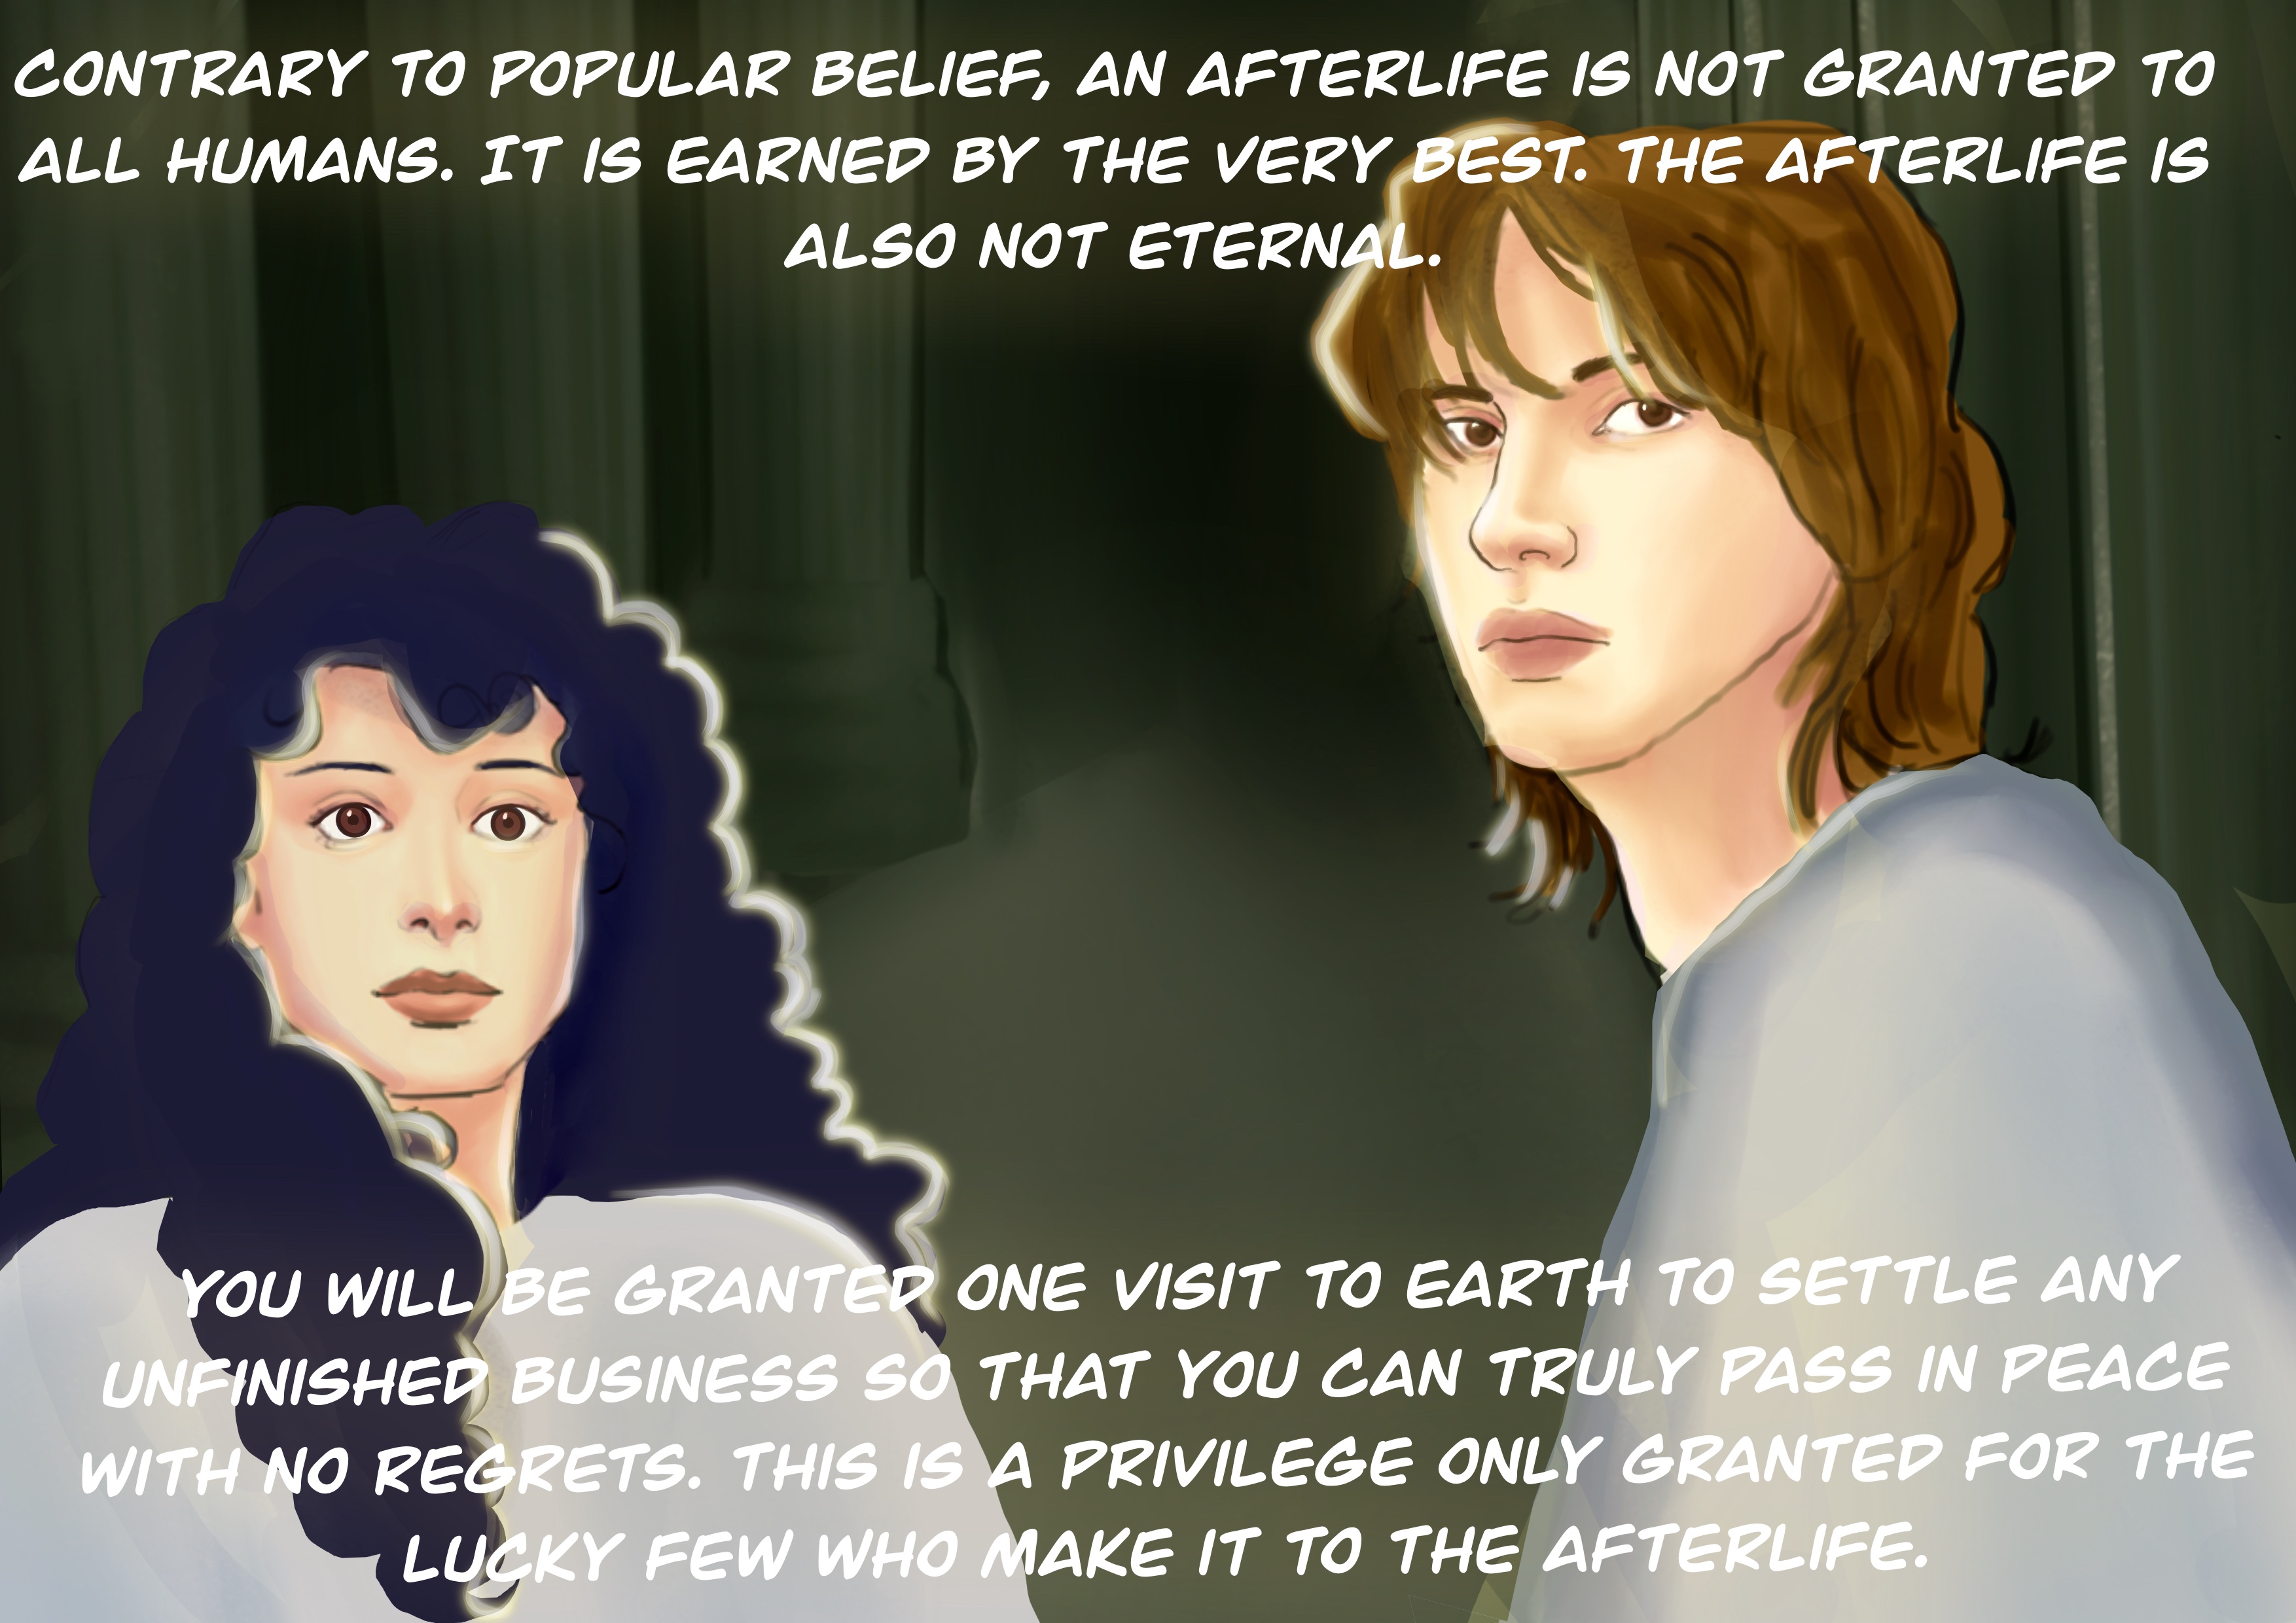 CONTRARY TO POPULAR BELIEF, AN AFTERLIFE IS NOT GRANTED TO
ALL HUMANS. IT IS EARNED BY THE VERY BEST. THE AFTERLIFE IS
ALSO NOT ETERNAL.
YOU WILL BE GRANTED ONE VISIT TO EARTH TO SETTLE ANY
UNFINISHED BUSINESS SO THAT YOU CAN TRULY PASS IN PEACE
WITH NO REGRETS. THIS IS A PRIVILEGE ONLY GRANTED FOR THE
LUCKY FEW WHO MAKE IT TO THE AFTERLIFE.